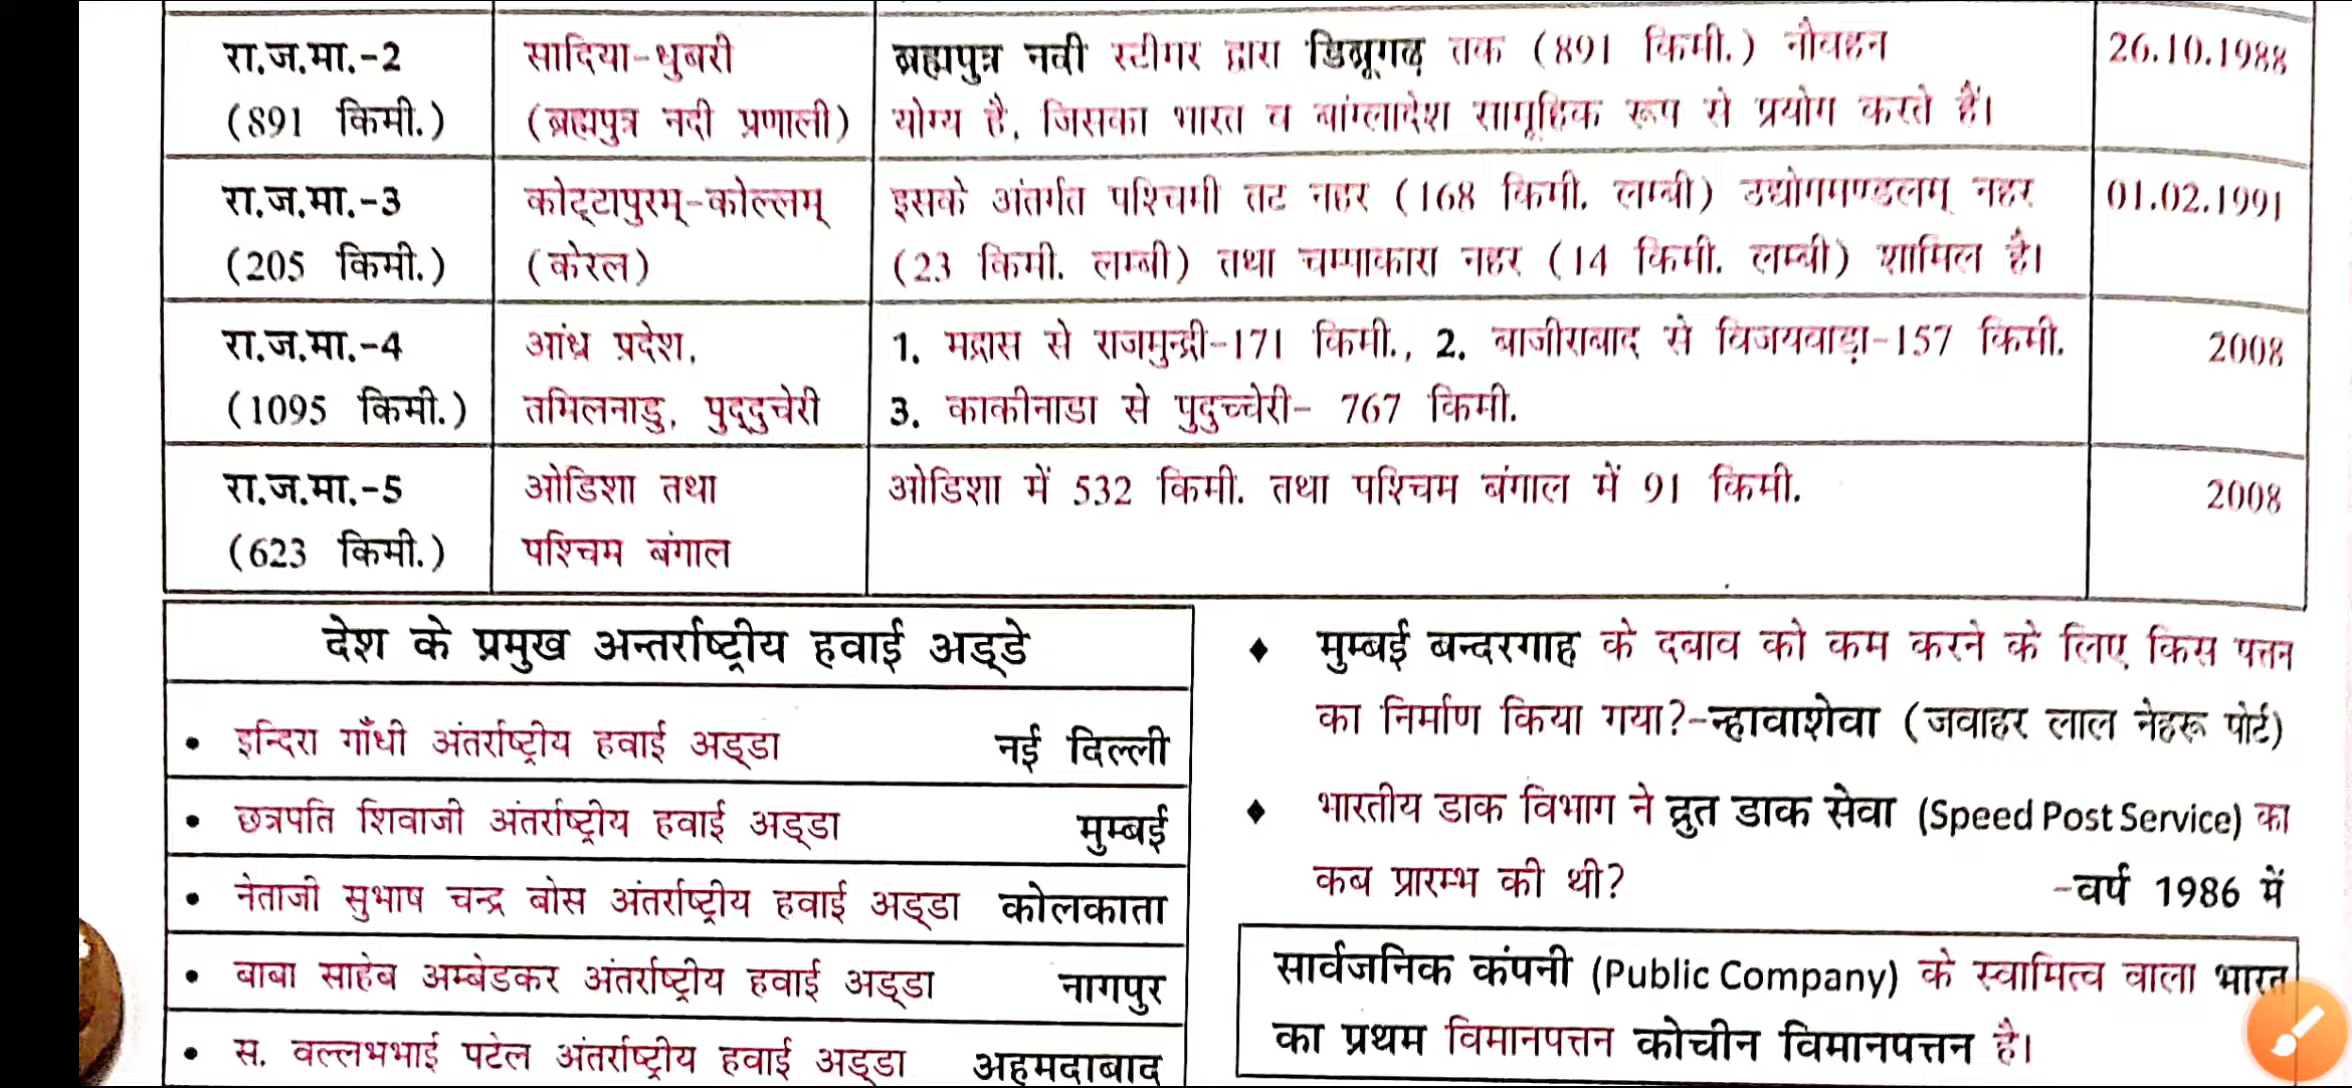 रा.ज.मा.-2 सादिया-धुबरी ब्रह्मपुत्र नदी स्टीमर द्वारा डिब्रूगढ़ तक (891 किमी.) नौवहन 26.10.1988
(891 किमी.) (ब्रह्मपुत्र नदी प्रणाली) योग्य है, जिसका भारत व बांग्लादेश सामूहिक रूप से प्रयोग करते हैं।
रा.ज.मा.-3 कोट्टापुरम्-कोल्लम् इसके अंतर्गत पश्चिमी तट नहर (168 किमी. लम्बी) उद्योगमण्डलम् नहर 01.02.1991
(205 किमी.) (केरल) (23 किमी. लम्बी) तथा चम्पाकारा नहर (14 किमी. लम्बी) शामिल है।
रा.ज.मा.-4 आंध्र प्रदेश, 1. मद्रास से राजमुन्द्री-171 किमी., 2. बाजीराबाद से विजयवाड़ा-157 किमी. 2008
(1095 किमी.) तमिलनाडु, पुद्दुचेरी 3. काकीनाडा से पुदुच्चेरी- 767 किमी.
रा.ज.मा.-5 ओडिशा तथा ओडिशा में 532 किमी. तथा पश्चिम बंगाल में 91 किमी. 2008
(623 किमी.) पश्चिम बंगाल
देश के प्रमुख अन्तर्राष्ट्रीय हवाई अड्डे
• इन्दिरा गाँधी अंतर्राष्ट्रीय हवाई अड्डा नई दिल्ली
• छत्रपति शिवाजी अंतर्राष्ट्रीय हवाई अड्डा मुम्बई
• नेताजी सुभाष चन्द्र बोस अंतर्राष्ट्रीय हवाई अड्डा कोलकाता
• बाबा साहेब अम्बेडकर अंतर्राष्ट्रीय हवाई अड्डा नागपुर
• स. वल्लभभाई पटेल अंतर्राष्ट्रीय हवाई अड्डा अहमदाबाद
♦ मुम्बई बन्दरगाह के दबाव को कम करने के लिए किस पत्तन
का निर्माण किया गया?-न्हावाशेवा (जवाहर लाल नेहरू पोर्ट)
♦ भारतीय डाक विभाग ने द्रुत डाक सेवा (Speed Post Service) का
कब प्रारम्भ की थी? -वर्ष 1986 में
सार्वजनिक कंपनी (Public Company) के स्वामित्व वाला भारत
का प्रथम विमानपत्तन कोचीन विमानपत्तन है।